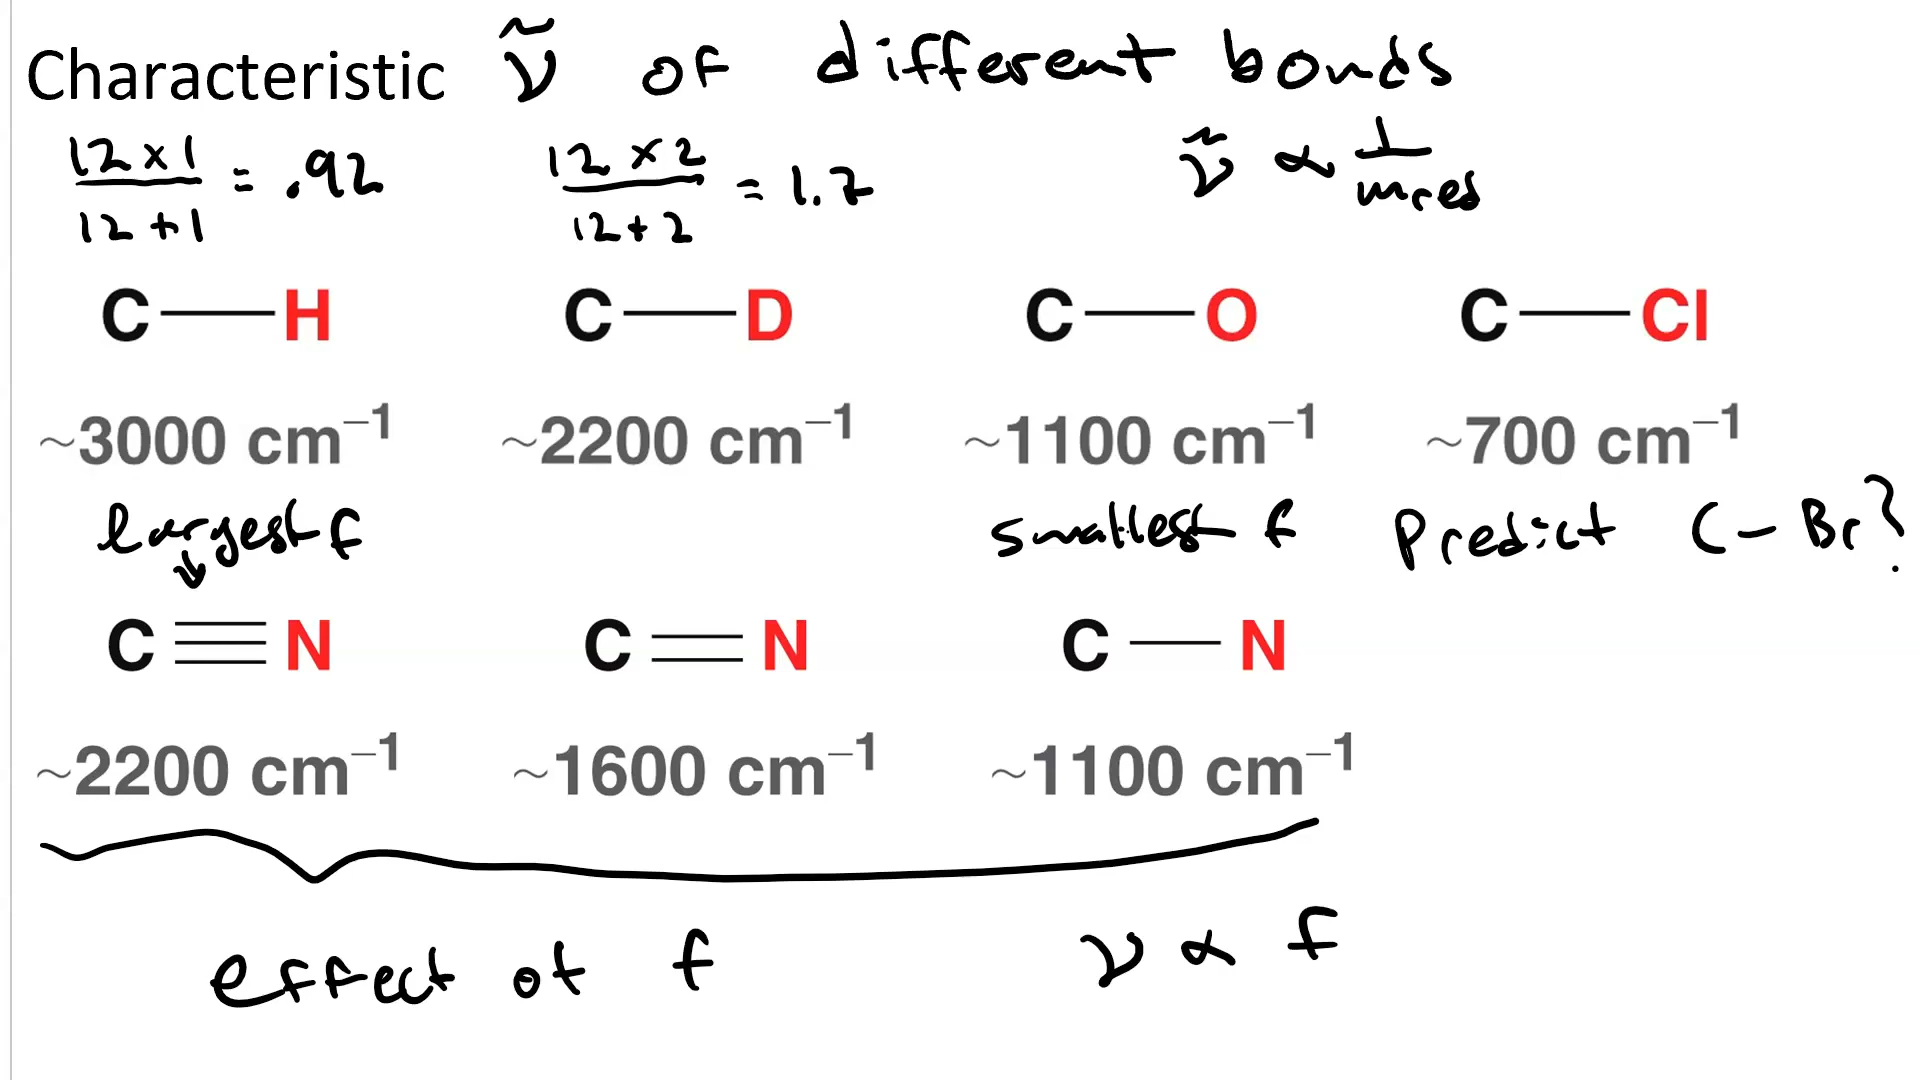 Characteristic ν̃ of different bonds
12 x 1 / 12 + 1 = .92 12 x 2 / 12 + 2 = 1.7 ν̃ ∝ 1 / mred
C—H C—D C—O C—Cl
~3000 cm⁻¹ ~2200 cm⁻¹ ~1100 cm⁻¹ ~700 cm⁻¹
largest f smallest f Predict C–Br?
↓
C≡N C=N C—N
~2200 cm⁻¹ ~1600 cm⁻¹ ~1100 cm⁻¹
effect of f ν ∝ f